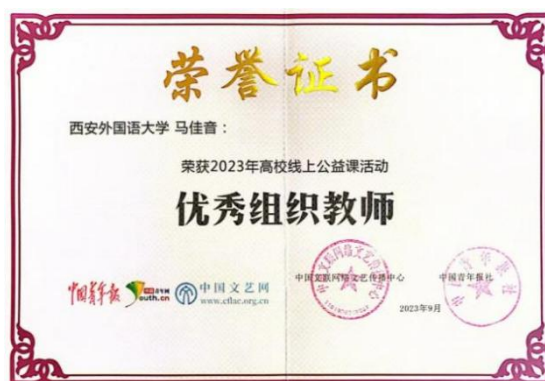 荣誉证书
西安外国语大学 马佳音：
荣获2023年高校线上公益课活动
优秀组织教师
中国青年报
youth.cn
中国文艺网
www.cflac.org.cn
中国文联网络文艺传播中心
中国青年报社
2023年9月